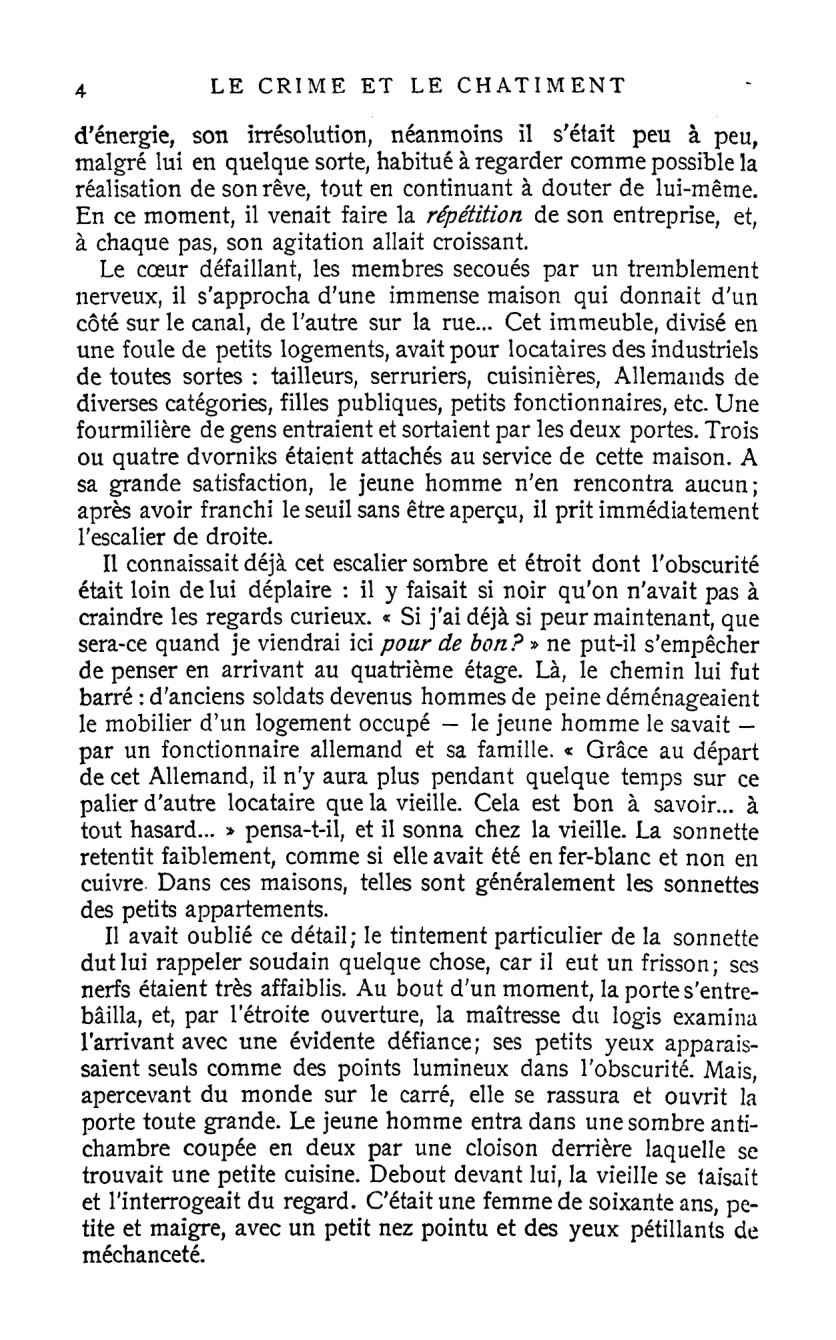 4 LE CRIME ET LE CHATIMENT
d'énergie, son irrésolution, néanmoins il s'était peu à peu,
malgré lui en quelque sorte, habitué à regarder comme possible la
réalisation de son rêve, tout en continuant à douter de lui-même.
En ce moment, il venait faire la répétition de son entreprise, et,
à chaque pas, son agitation allait croissant.
Le cœur défaillant, les membres secoués par un tremblement
nerveux, il s'approcha d'une immense maison qui donnait d'un
côté sur le canal, de l'autre sur la rue... Cet immeuble, divisé en
une foule de petits logements, avait pour locataires des industriels
de toutes sortes : tailleurs, serruriers, cuisinières, Allemands de
diverses catégories, filles publiques, petits fonctionnaires, etc. Une
fourmilière de gens entraient et sortaient par les deux portes. Trois
ou quatre dvorniks étaient attachés au service de cette maison. A
sa grande satisfaction, le jeune homme n'en rencontra aucun;
après avoir franchi le seuil sans être aperçu, il prit immédiatement
l'escalier de droite.
Il connaissait déjà cet escalier sombre et étroit dont l'obscurité
était loin de lui déplaire : il y faisait si noir qu'on n'avait pas à
craindre les regards curieux. « Si j'ai déjà si peur maintenant, que
sera-ce quand je viendrai ici pour de bon? » ne put-il s'empêcher
de penser en arrivant au quatrième étage. Là, le chemin lui fut
barré : d'anciens soldats devenus hommes de peine déménageaient
le mobilier d'un logement occupé — le jeune homme le savait —
par un fonctionnaire allemand et sa famille. « Grâce au départ
de cet Allemand, il n'y aura plus pendant quelque temps sur ce
palier d'autre locataire que la vieille. Cela est bon à savoir... à
tout hasard... » pensa-t-il, et il sonna chez la vieille. La sonnette
retentit faiblement, comme si elle avait été en fer-blanc et non en
cuivre. Dans ces maisons, telles sont généralement les sonnettes
des petits appartements.
Il avait oublié ce détail; le tintement particulier de la sonnette
dut lui rappeler soudain quelque chose, car il eut un frisson; ses
nerfs étaient très affaiblis. Au bout d'un moment, la porte s'entre-
bâilla, et, par l'étroite ouverture, la maîtresse du logis examina
l'arrivant avec une évidente défiance; ses petits yeux apparais-
saient seuls comme des points lumineux dans l'obscurité. Mais,
apercevant du monde sur le carré, elle se rassura et ouvrit la
porte toute grande. Le jeune homme entra dans une sombre anti-
chambre coupée en deux par une cloison derrière laquelle se
trouvait une petite cuisine. Debout devant lui, la vieille se taisait
et l'interrogeait du regard. C'était une femme de soixante ans, pe-
tite et maigre, avec un petit nez pointu et des yeux pétillants de
méchanceté.